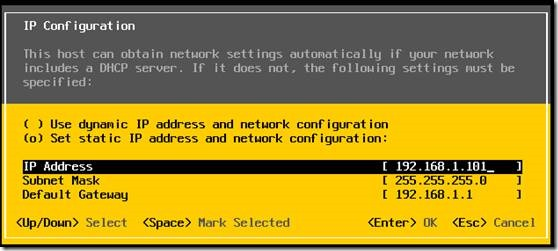 IP Configuration
This host can obtain network settings automatically if your network
includes a DHCP server. If it does not, the following settings must be
specified:
( ) Use dynamic IP address and network configuration
(o) Set static IP address and network configuration:
IP Address [ 192.168.1.101_ ]
Subnet Mask [ 255.255.255.0 ]
Default Gateway [ 192.168.1.1 ]
<Up/Down> Select <Space> Mark Selected <Enter> OK <Esc> Cancel